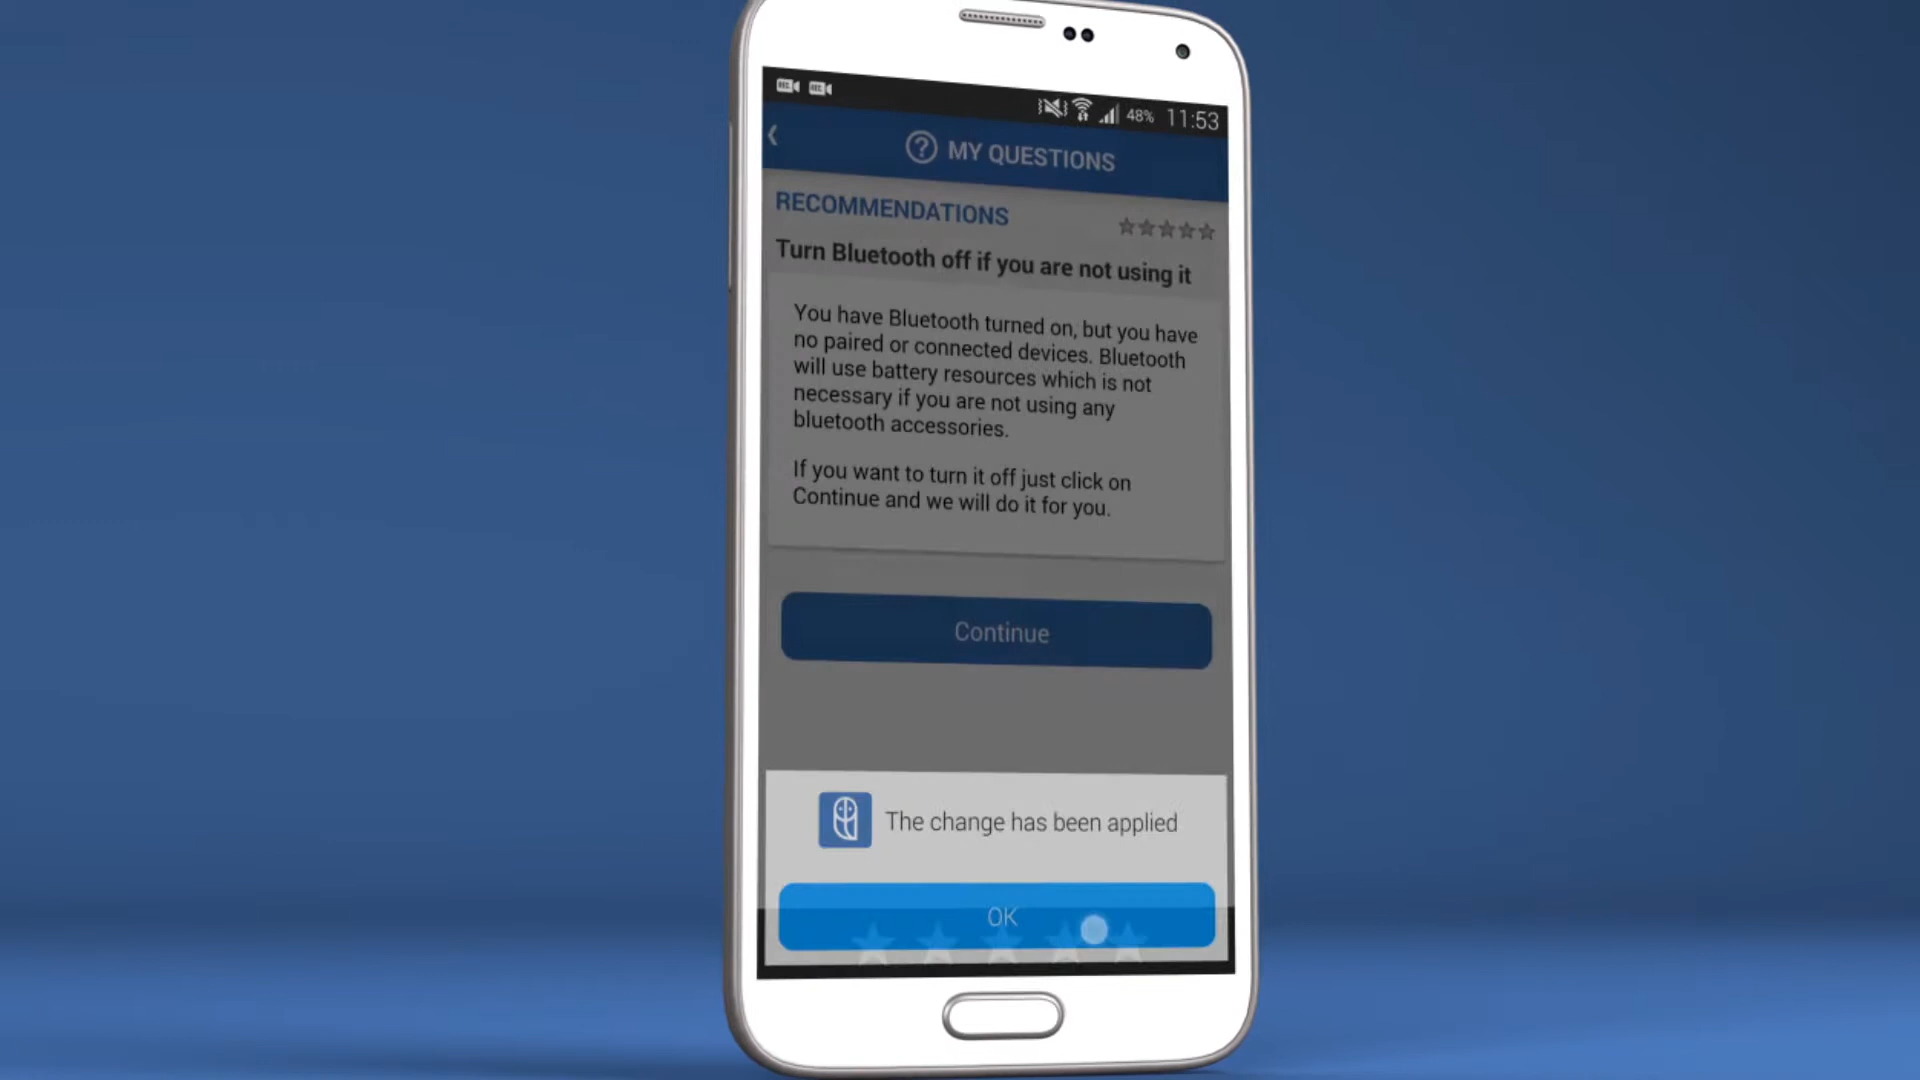 48% 11:53
MY QUESTIONS
RECOMMENDATIONS
Turn Bluetooth off if you are not using it
You have Bluetooth turned on, but you have
no paired or connected devices. Bluetooth
will use battery resources which is not
necessary if you are not using any
bluetooth accessories.
If you want to turn it off just click on
Continue and we will do it for you.
Continue
The change has been applied
OK